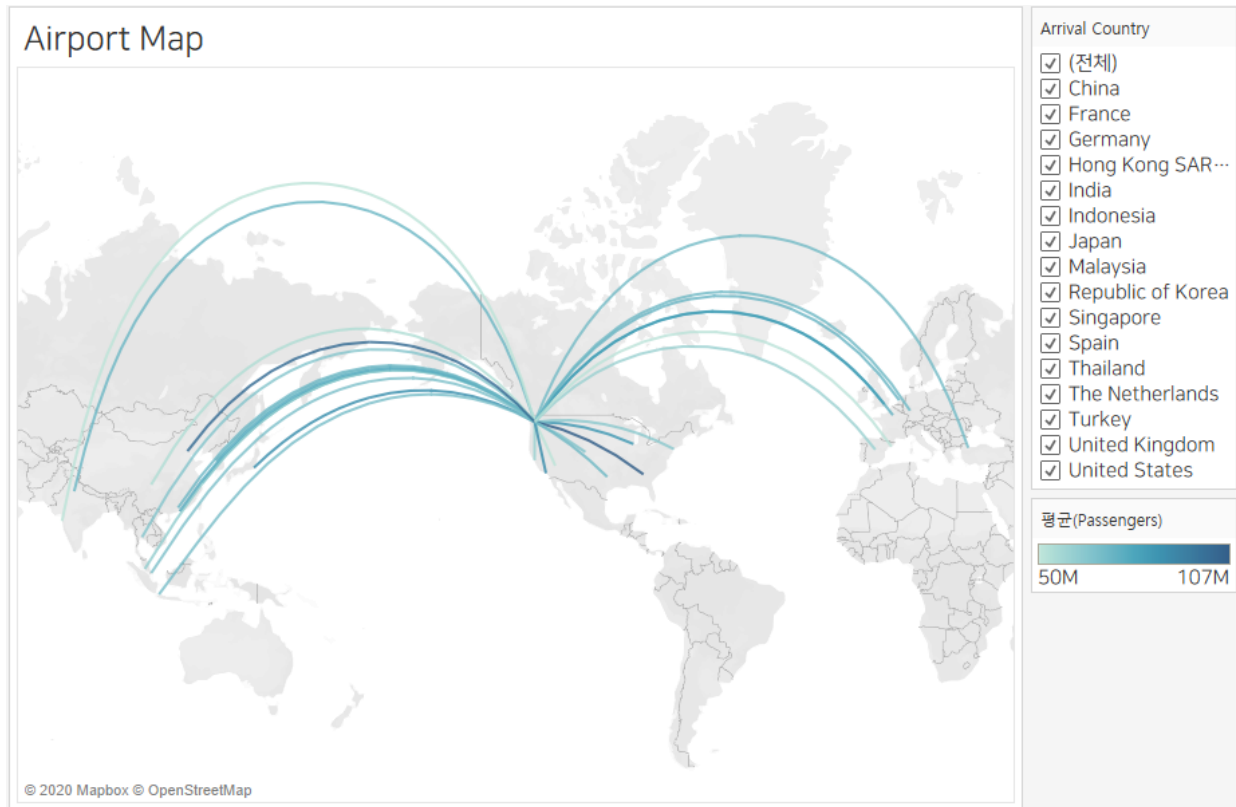 Airport Map
© 2020 Mapbox © OpenStreetMap
Arrival Country
(전체)
China
France
Germany
Hong Kong SAR···
India
Indonesia
Japan
Malaysia
Republic of Korea
Singapore
Spain
Thailand
The Netherlands
Turkey
United Kingdom
United States
평균(Passengers)
50M 107M